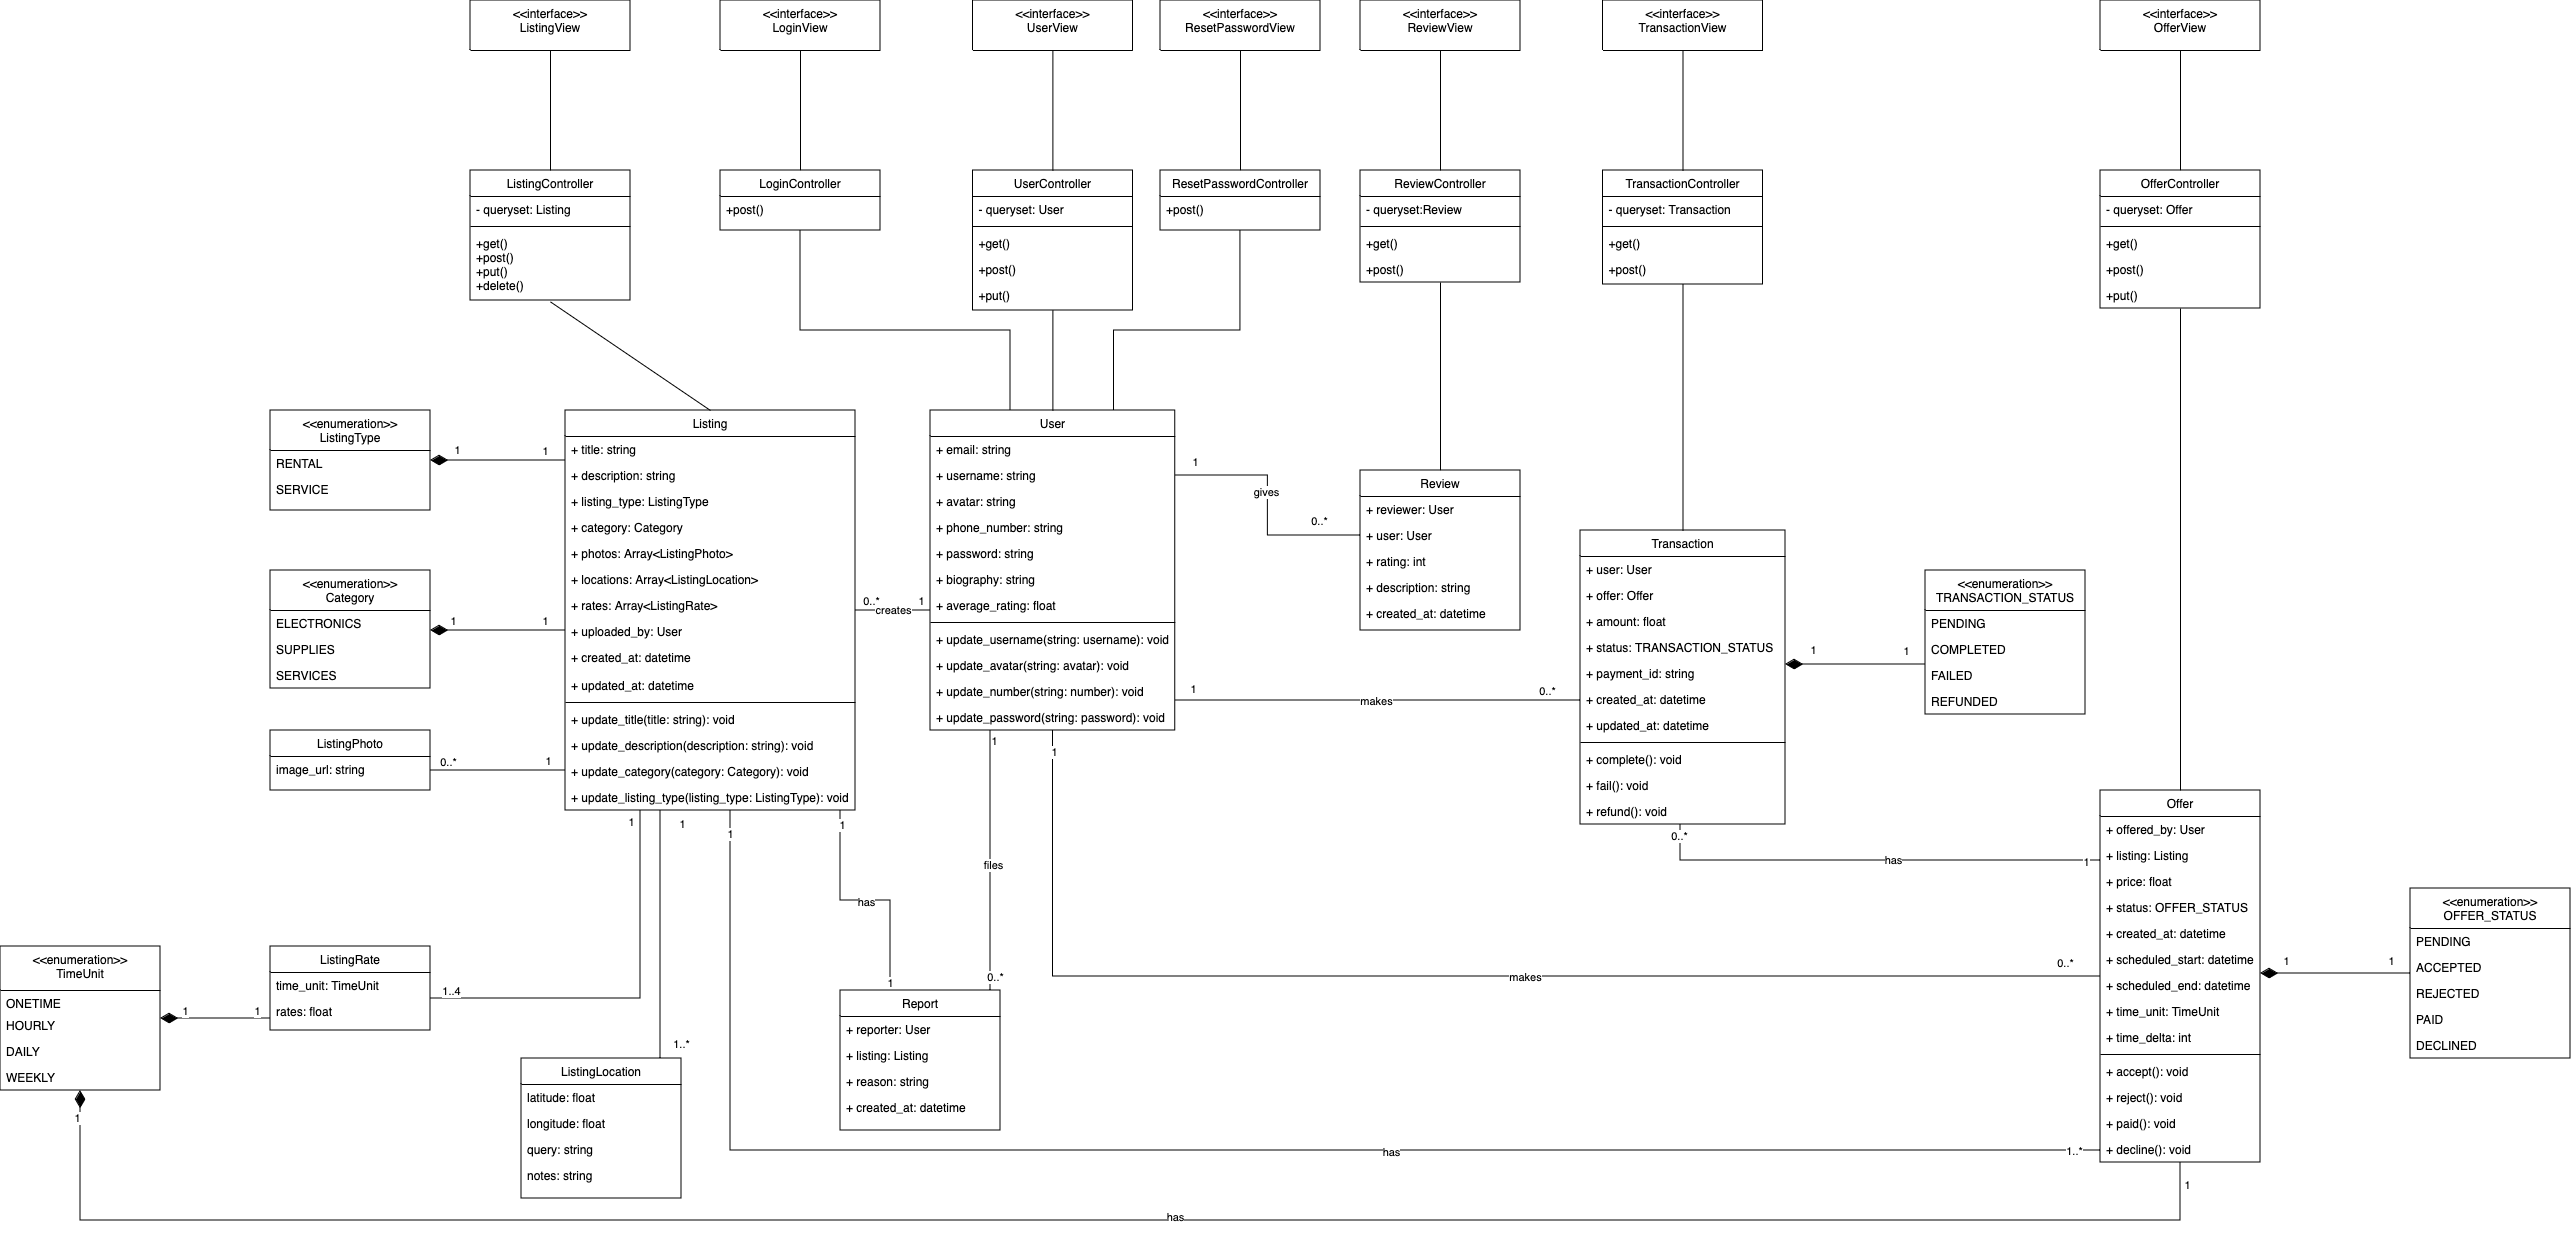 <<interface>>
ListingView
<<interface>>
LoginView
<<interface>>
UserView
<<interface>>
ResetPasswordView
<<interface>>
ReviewView
<<interface>>
TransactionView
<<interface>>
OfferView
ListingController
- queryset: Listing
+get()
+post()
+put()
+delete()
LoginController
+post()
UserController
- queryset: User
+get()
+post()
+put()
ResetPasswordController
+post()
ReviewController
- queryset:Review
+get()
+post()
TransactionController
- queryset: Transaction
+get()
+post()
OfferController
- queryset: Offer
+get()
+post()
+put()
<<enumeration>>
ListingType
RENTAL
SERVICE
1
1
<<enumeration>>
Category
ELECTRONICS
SUPPLIES
SERVICES
1
1
ListingPhoto
image_url: string
0..*
1
Listing
+ title: string
+ description: string
+ listing_type: ListingType
+ category: Category
+ photos: Array<ListingPhoto>
+ locations: Array<ListingLocation>
+ rates: Array<ListingRate>
+ uploaded_by: User
+ created_at: datetime
+ updated_at: datetime
+ update_title(title: string): void
+ update_description(description: string): void
+ update_category(category: Category): void
+ update_listing_type(listing_type: ListingType): void
0..*
creates
1
User
+ email: string
+ username: string
+ avatar: string
+ phone_number: string
+ password: string
+ biography: string
+ average_rating: float
+ update_username(string: username): void
+ update_avatar(string: avatar): void
+ update_number(string: number): void
+ update_password(string: password): void
1
gives
0..*
Review
+ reviewer: User
+ user: User
+ rating: int
+ description: string
+ created_at: datetime
1
makes
0..*
Transaction
+ user: User
+ offer: Offer
+ amount: float
+ status: TRANSACTION_STATUS
+ payment_id: string
+ created_at: datetime
+ updated_at: datetime
+ complete(): void
+ fail(): void
+ refund(): void
1
1
<<enumeration>>
TRANSACTION_STATUS
PENDING
COMPLETED
FAILED
REFUNDED
0..*
has
1
1
1
1
1
1
1
files
has
1
0..*
makes
0..*
Offer
+ offered_by: User
+ listing: Listing
+ price: float
+ status: OFFER_STATUS
+ created_at: datetime
+ scheduled_start: datetime
+ scheduled_end: datetime
+ time_unit: TimeUnit
+ time_delta: int
+ accept(): void
+ reject(): void
+ paid(): void
+ decline(): void
1
1
<<enumeration>>
OFFER_STATUS
PENDING
ACCEPTED
REJECTED
PAID
DECLINED
<<enumeration>>
TimeUnit
ONETIME
HOURLY
DAILY
WEEKLY
1
1
ListingRate
time_unit: TimeUnit
rates: float
1..4
1..*
ListingLocation
latitude: float
longitude: float
query: string
notes: string
Report
+ reporter: User
+ listing: Listing
+ reason: string
+ created_at: datetime
has
1..*
1
1
has